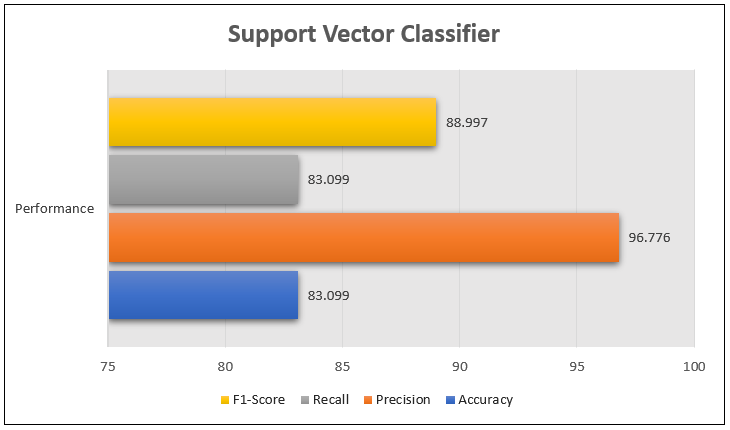 Support Vector Classifier
88.997
83.099
Performance
96.776
83.099
75 80 85 90 95 100
F1-Score Recall Precision Accuracy